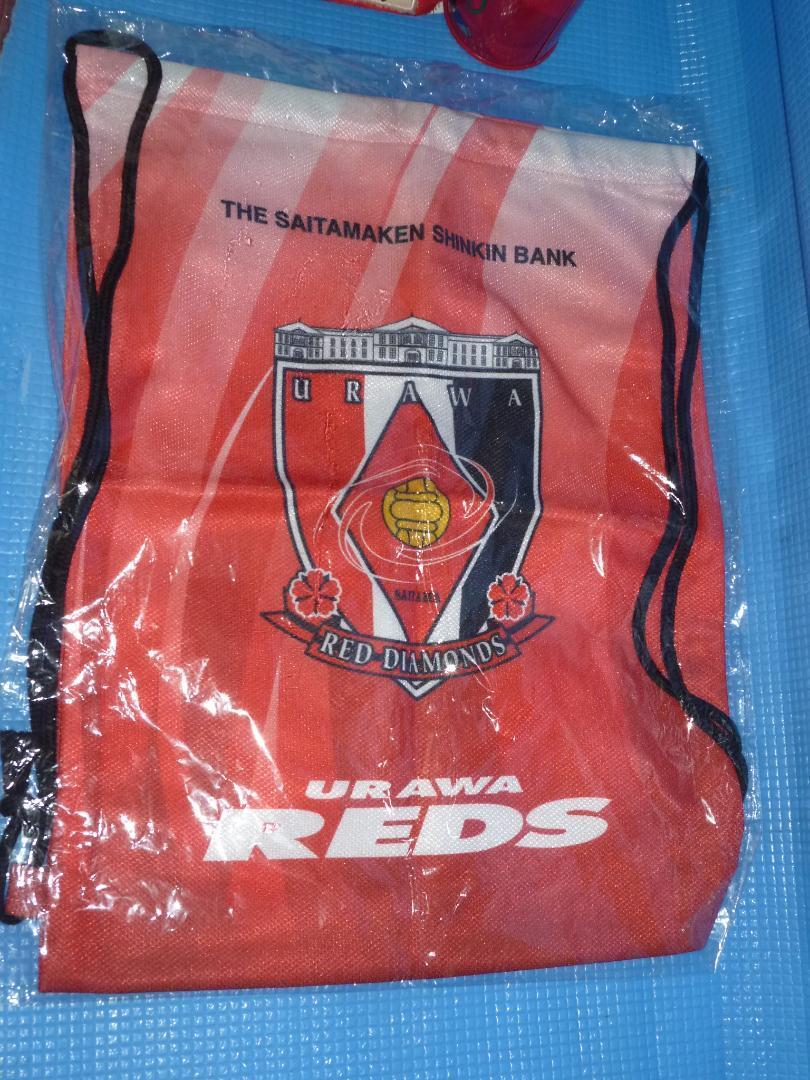 THE SAITAMAKEN SHINKIN BANK
URAWA
SAITAMA
RED DIAMONDS
URAWA
REDS